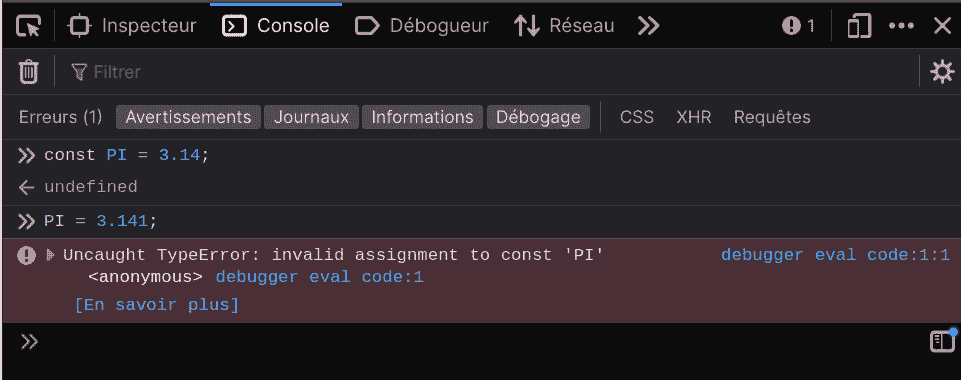 Inspecteur Console Débogueur Réseau 1
Filtrer
Erreurs (1) Avertissements Journaux Informations Débogage CSS XHR Requêtes
const PI = 3.14;
undefined
PI = 3.141;
Uncaught TypeError: invalid assignment to const 'PI' debugger eval code:1:1
<anonymous> debugger eval code:1
[En savoir plus]